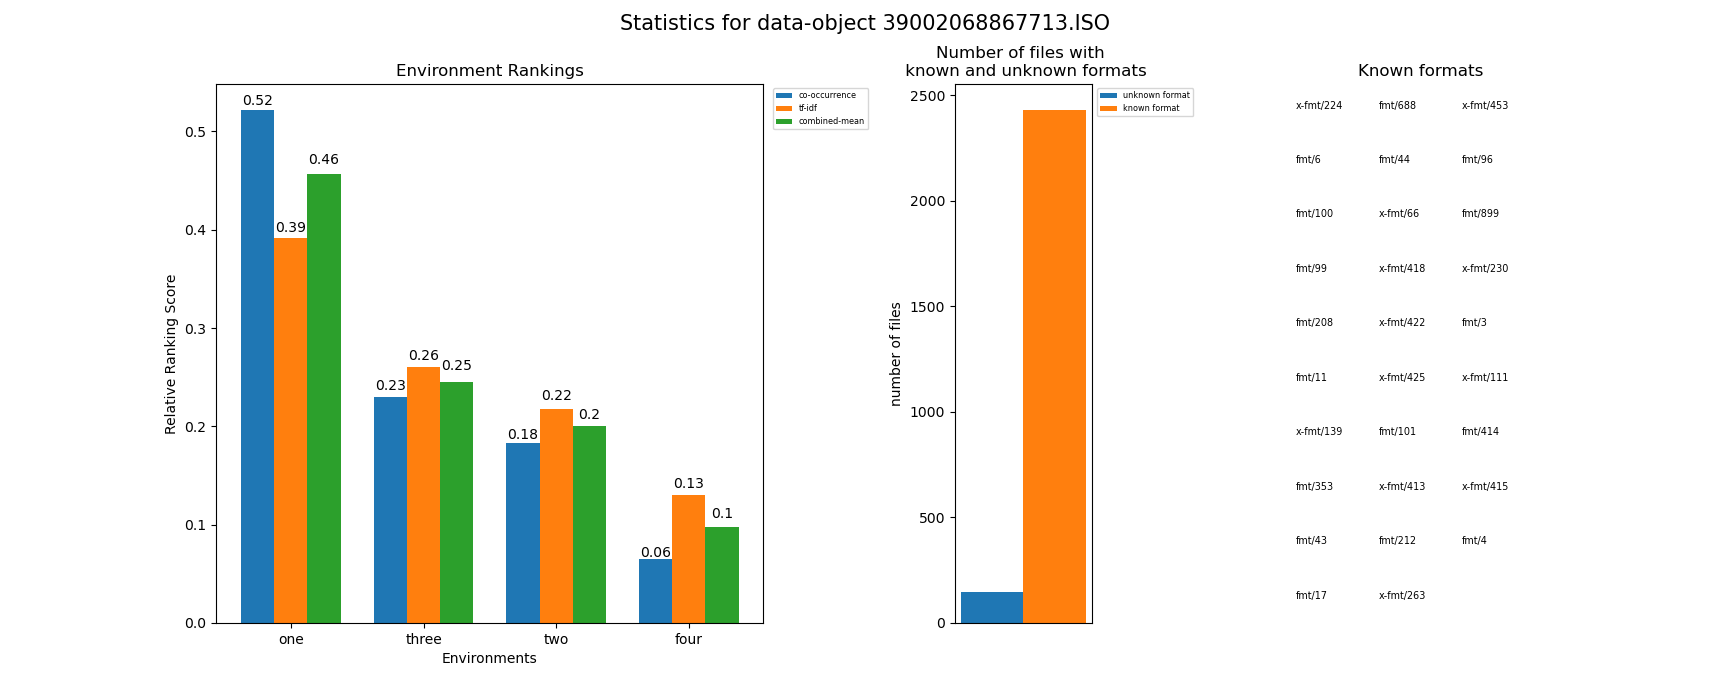 Statistics for data-object 39002068867713.ISO
Environment Rankings
0.5
0.4
0.3
0.2
0.1
0.0
Relative Ranking Score
0.52
0.39
0.46
0.23
0.26
0.25
0.18
0.22
0.2
0.06
0.13
0.1
one three two four
Environments
co-occurrence
tf-idf
combined-mean
Number of files with
known and unknown formats
2500
2000
1500
1000
500
0
number of files
unknown format
known format
Known formats
x-fmt/224 fmt/688 x-fmt/453
fmt/6 fmt/44 fmt/96
fmt/100 x-fmt/66 fmt/899
fmt/99 x-fmt/418 x-fmt/230
fmt/208 x-fmt/422 fmt/3
fmt/11 x-fmt/425 x-fmt/111
x-fmt/139 fmt/101 fmt/414
fmt/353 x-fmt/413 x-fmt/415
fmt/43 fmt/212 fmt/4
fmt/17 x-fmt/263